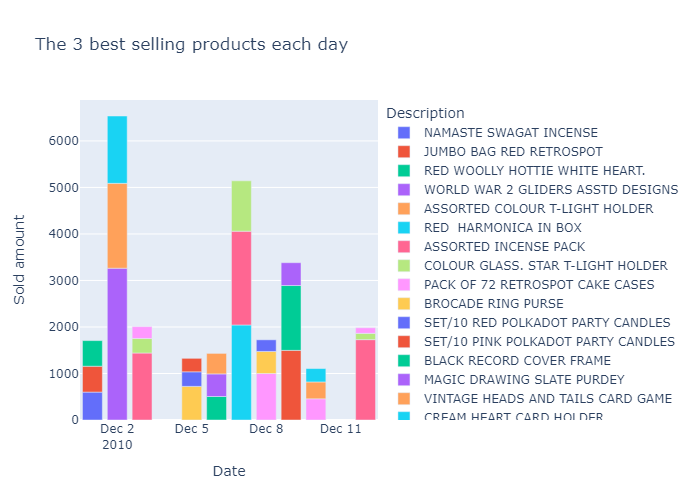 The 3 best selling products each day
Description
NAMASTE SWAGAT INCENSE
JUMBO BAG RED RETROSPOT
RED WOOLLY HOTTIE WHITE HEART.
WORLD WAR 2 GLIDERS ASSTD DESIGNS
ASSORTED COLOUR T-LIGHT HOLDER
RED  HARMONICA IN BOX
ASSORTED INCENSE PACK
COLOUR GLASS. STAR T-LIGHT HOLDER
PACK OF 72 RETROSPOT CAKE CASES
BROCADE RING PURSE
SET/10 RED POLKADOT PARTY CANDLES
SET/10 PINK POLKADOT PARTY CANDLES
BLACK RECORD COVER FRAME
MAGIC DRAWING SLATE PURDEY
VINTAGE HEADS AND TAILS CARD GAME
CREAM HEART CARD HOLDER
Sold amount
6000
5000
4000
3000
2000
1000
0
Dec 2
2010
Dec 5
Dec 8
Dec 11
Date